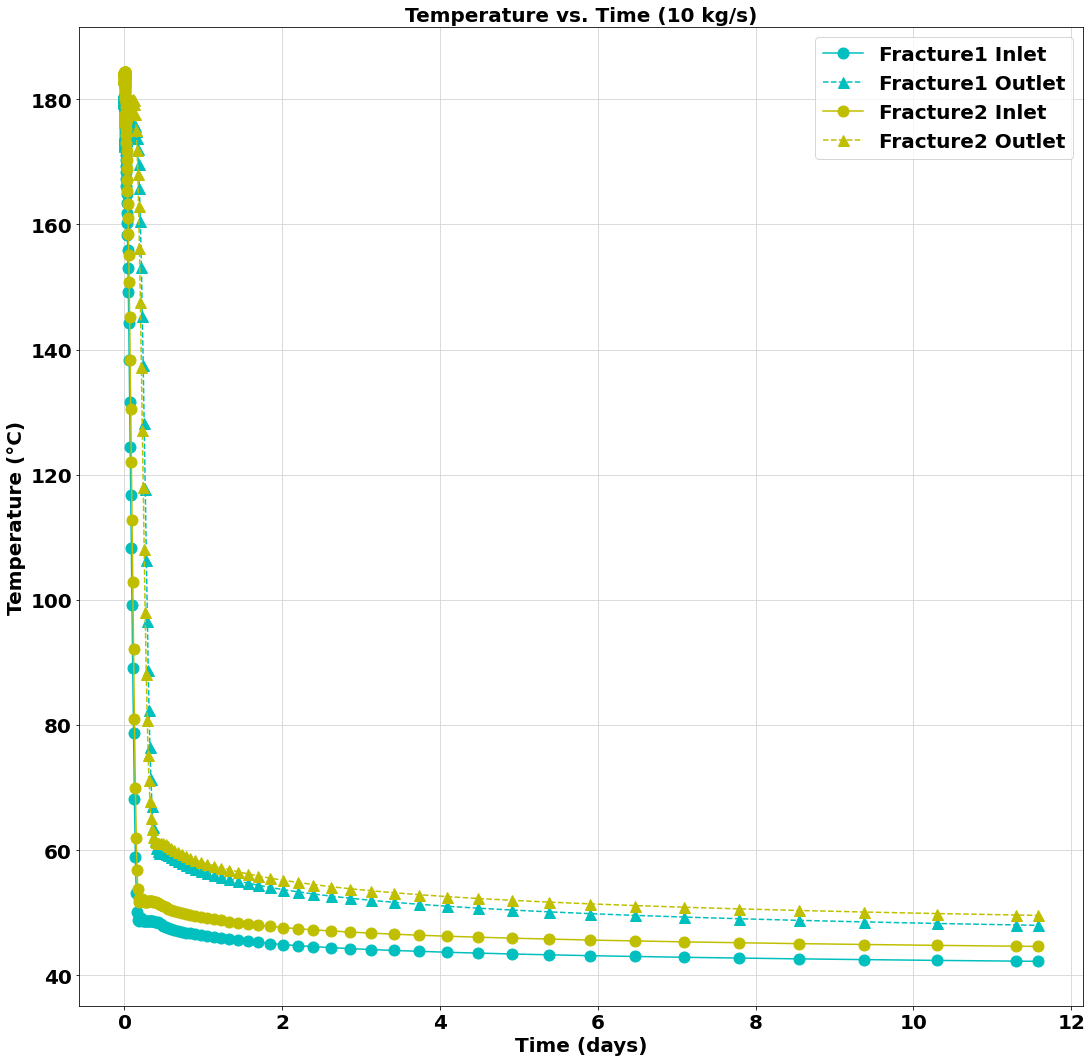 Temperature vs. Time (10 kg/s)
Fracture1 Inlet
Fracture1 Outlet
Fracture2 Inlet
Fracture2 Outlet
Temperature (°C)
180
160
140
120
100
80
60
40
0 2 4 6 8 10 12
Time (days)